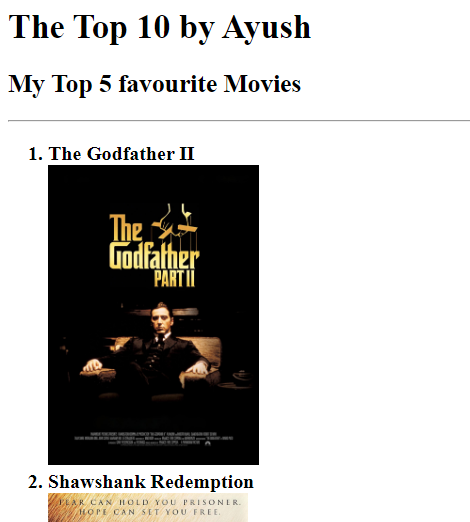 The Top 10 by Ayush
My Top 5 favourite Movies
1. The Godfather II
The
Godfather
PART II
2. Shawshank Redemption
FEAR CAN HOLD YOU PRISONER.
HOPE CAN SET YOU FREE.